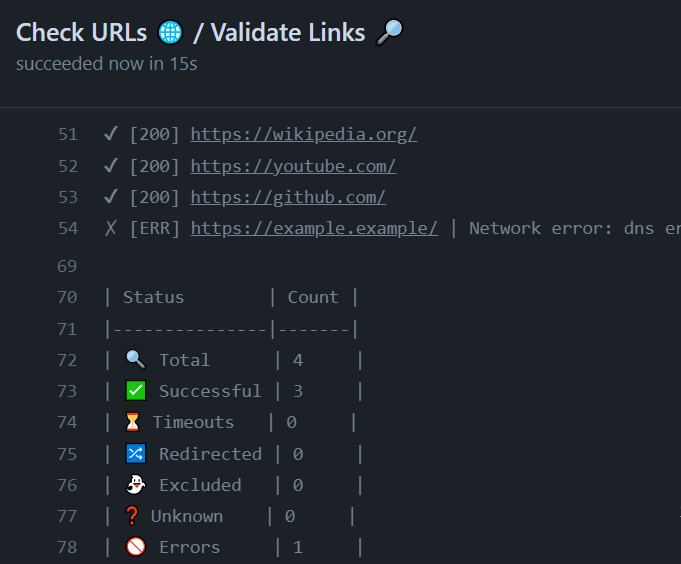 Check URLs 🌐 / Validate Links 🔎
succeeded now in 15s
51 ✔ [200] https://wikipedia.org/
52 ✔ [200] https://youtube.com/
53 ✔ [200] https://github.com/
54 ✗ [ERR] https://example.example/ | Network error: dns
69
70 | Status | Count |
71 |---------------|-------|
72 | 🔍 Total | 4 |
73 | ✅ Successful | 3 |
74 | ⏳ Timeouts | 0 |
75 | 🔀 Redirected | 0 |
76 | 👻 Excluded | 0 |
77 | ❓ Unknown | 0 |
78 | 🚫 Errors | 1 |